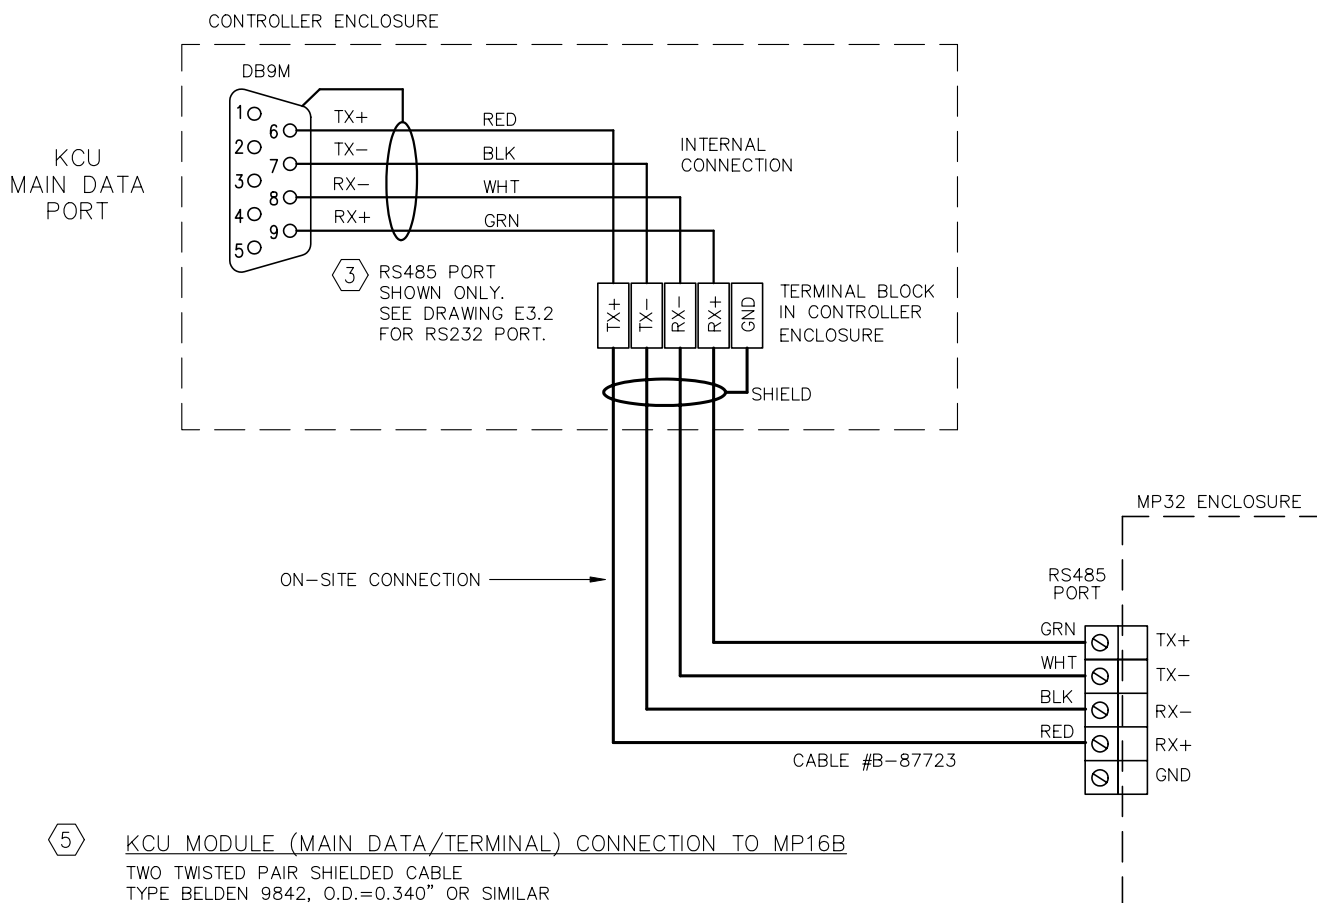 CONTROLLER ENCLOSURE
DB9M
KCU
MAIN DATA
PORT
1
2
3
4
5
6
7
8
9
TX+
TX-
RX-
RX+
RED
BLK
WHT
GRN
INTERNAL
CONNECTION
3
RS485 PORT
SHOWN ONLY.
SEE DRAWING E3.2
FOR RS232 PORT.
TX+
TX-
RX-
RX+
GND
TERMINAL BLOCK
IN CONTROLLER
ENCLOSURE
SHIELD
MP32 ENCLOSURE
ON-SITE CONNECTION
RS485
PORT
GRN
WHT
BLK
RED
TX+
TX-
RX-
RX+
GND
CABLE #B-87723
5
KCU MODULE (MAIN DATA/TERMINAL) CONNECTION TO MP16B
TWO TWISTED PAIR SHIELDED CABLE
TYPE BELDEN 9842, O.D.=0.340" OR SIMILAR